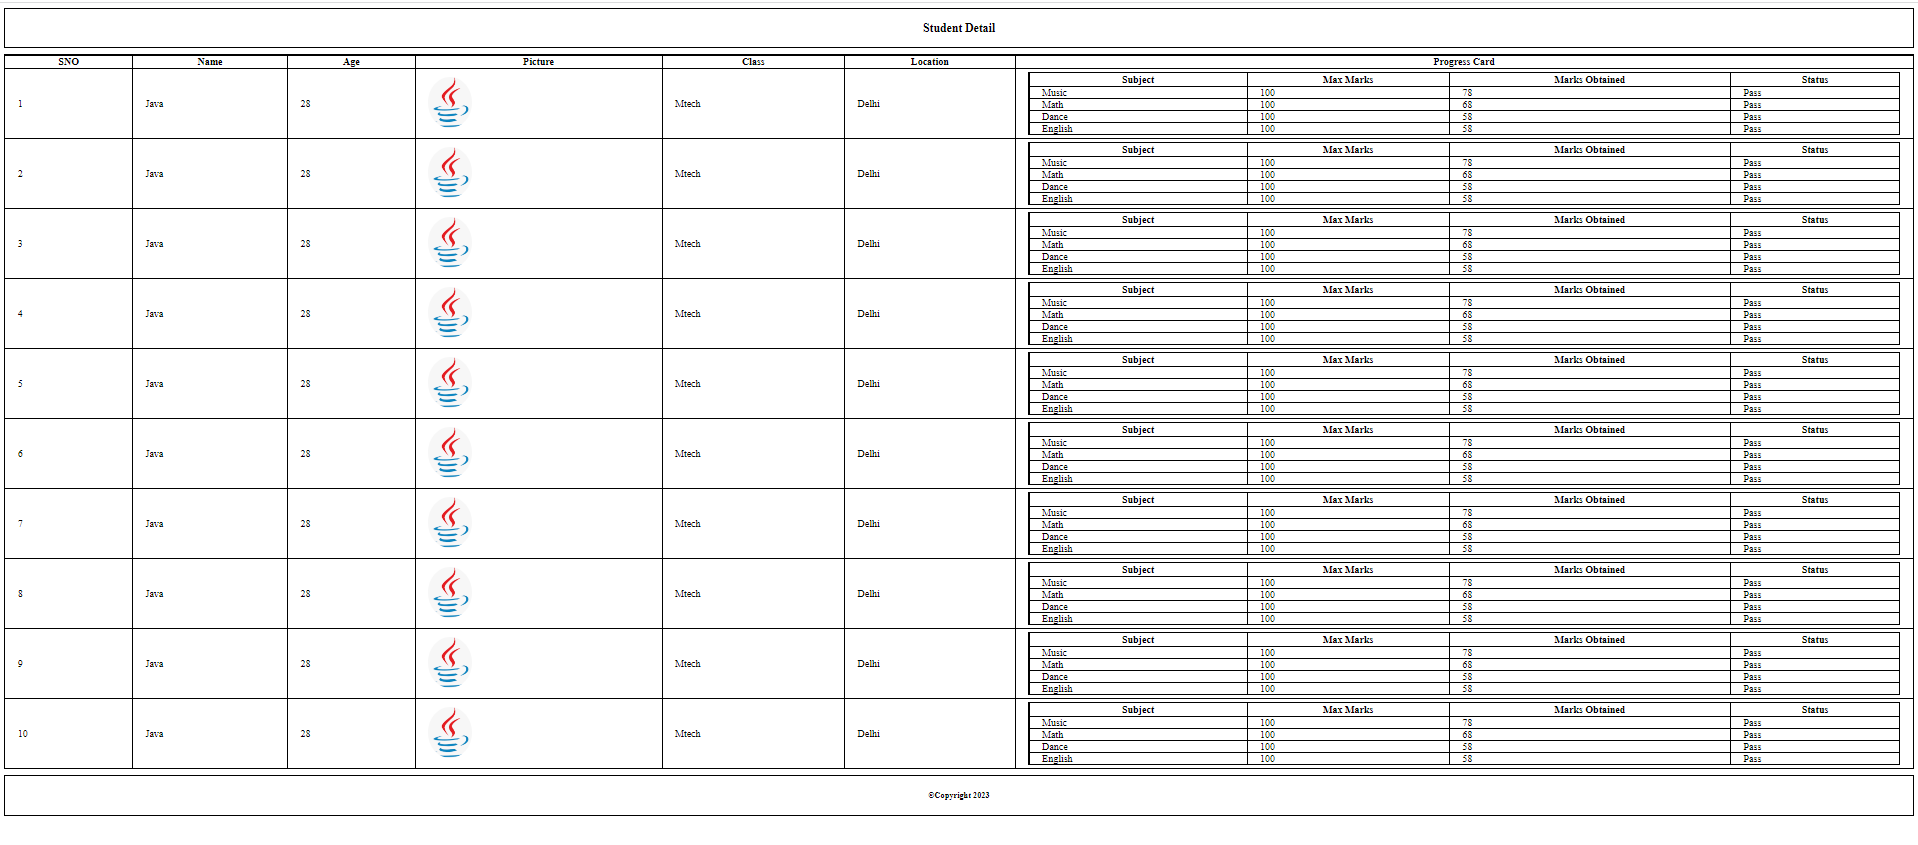 Student Detail
SNO Name Age Picture Class Location Progress Card
Subject Max Marks Marks Obtained Status
Music 100 78 Pass
Math 100 68 Pass
1 Java 28 Mtech Delhi
Dance 100 58 Pass
English 100 58 Pass
Subject Max Marks Marks Obtained Status
Music 100 78 Pass
Math 100 68 Pass
2 Java 28 Mtech Delhi
Dance 100 58 Pass
English 100 58 Pass
Subject Max Marks Marks Obtained Status
Music 100 78 Pass
Math 100 68 Pass
3 Java 28 Mtech Delhi
Dance 100 58 Pass
English 100 58 Pass
Subject Max Marks Marks Obtained Status
Music 100 78 Pass
Math 100 68 Pass
4 Java 28 Mtech Delhi
Dance 100 58 Pass
English 100 58 Pass
Subject Max Marks Marks Obtained Status
Music 100 78 Pass
Math 100 68 Pass
5 Java 28 Mtech Delhi
Dance 100 58 Pass
English 100 58 Pass
Subject Max Marks Marks Obtained Status
Music 100 78 Pass
Math 100 68 Pass
6 Java 28 Mtech Delhi
Dance 100 58 Pass
English 100 58 Pass
Subject Max Marks Marks Obtained Status
Music 100 78 Pass
Math 100 68 Pass
7 Java 28 Mtech Delhi
Dance 100 58 Pass
English 100 58 Pass
Subject Max Marks Marks Obtained Status
Music 100 78 Pass
Math 100 68 Pass
8 Java 28 Mtech Delhi
Dance 100 58 Pass
English 100 58 Pass
Subject Max Marks Marks Obtained Status
Music 100 78 Pass
Math 100 68 Pass
9 Java 28 Mtech Delhi
Dance 100 58 Pass
English 100 58 Pass
Subject Max Marks Marks Obtained Status
Music 100 78 Pass
Math 100 68 Pass
10 Java 28 Mtech Delhi
Dance 100 58 Pass
English 100 58 Pass
©Copyright 2023